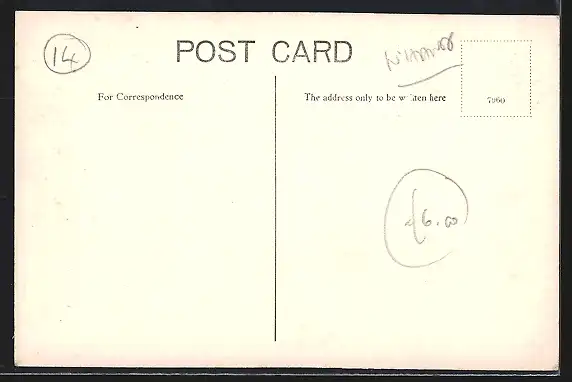 14
POST CARD
For Correspondence
The address only to be written here
7960
£6.00